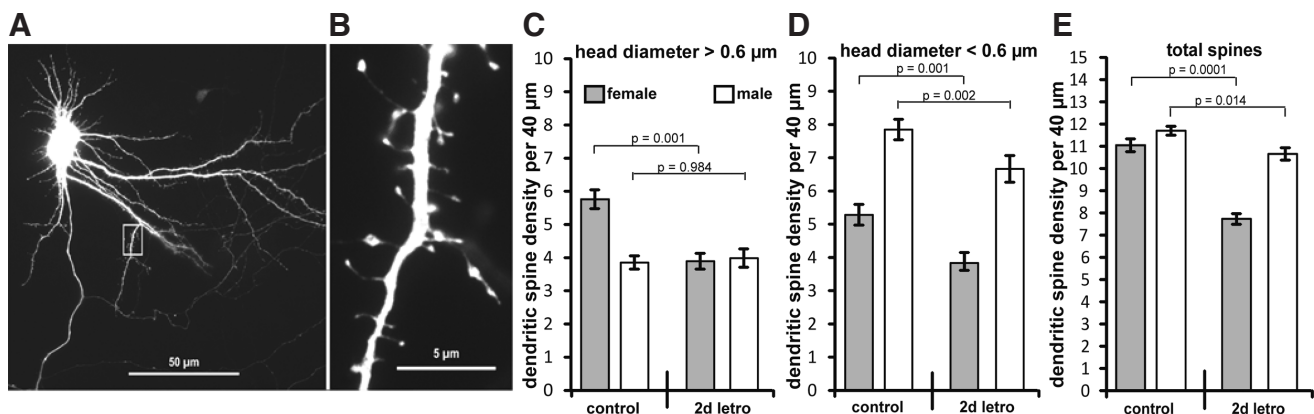 A
50 µm
B
5 µm
C
head diameter > 0.6 µm
dendritic spine density per 40 µm
10
9
8
7
6
5
4
3
2
1
0
female
male
p = 0.001
p = 0.984
control
2d letro
D
head diameter < 0.6 µm
dendritic spine density per 40 µm
10
9
8
7
6
5
4
3
2
1
0
p = 0.001
p = 0.002
control
2d letro
E
total spines
dendritic spine density per 40 µm
15
14
13
12
11
10
9
8
7
6
5
4
3
2
1
0
p = 0.0001
p = 0.014
control
2d letro